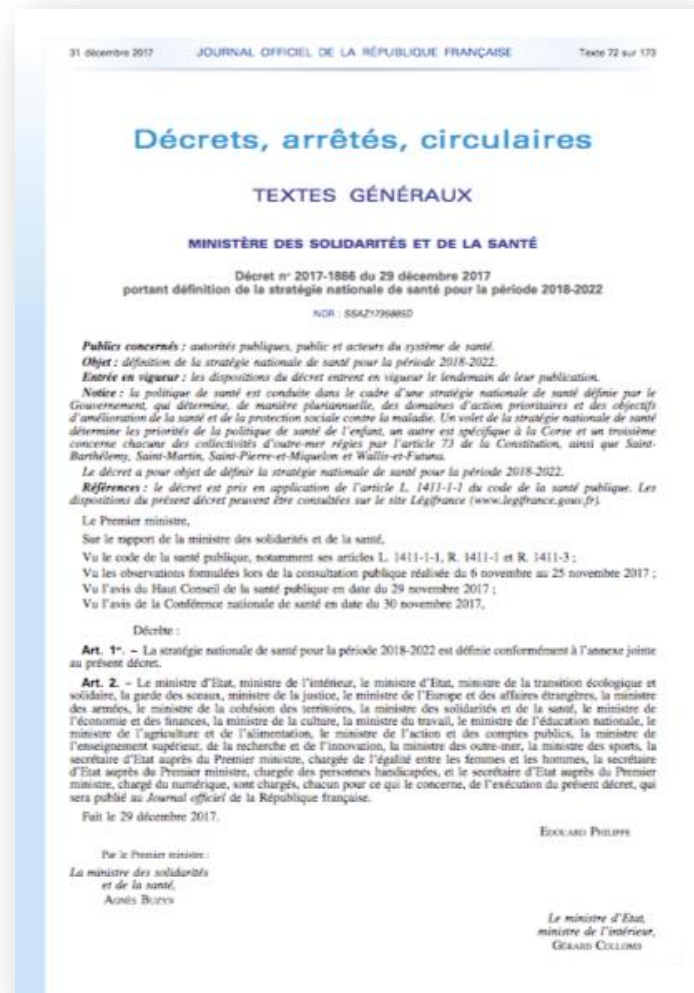 31 décembre 2017 JOURNAL OFFICIEL DE LA RÉPUBLIQUE FRANÇAISE Texte 72 sur 173
Décrets, arrêtés, circulaires
TEXTES GÉNÉRAUX
MINISTÈRE DES SOLIDARITÉS ET DE LA SANTÉ
Décret n° 2017-1866 du 29 décembre 2017
portant définition de la stratégie nationale de santé pour la période 2018-2022
NOR :
Publics concernés : autorités publiques, public et acteurs du système de santé.
Objet : définition de la stratégie nationale de santé pour la période 2018-2022.
Entrée en vigueur : les dispositions du décret entrent en vigueur le lendemain de leur publication.
Notice : la politique de santé est conduite dans le cadre d'une stratégie nationale de santé définie par le
Gouvernement, qui détermine, de manière pluriannuelle, des domaines d'action prioritaires et des objectifs
d'amélioration de la santé et de la protection sociale contre la maladie. Un volet de la stratégie nationale de santé
détermine les priorités de la politique de santé de l'enfant, un autre est spécifique à la Corse et un troisième
concerne chacune des collectivités d'outre-mer régies par l'article 73 de la Constitution, ainsi que Saint-
Barthélemy, Saint-Martin, Saint-Pierre-et-Miquelon et Wallis-et-Futuna.
Le décret a pour objet de définir la stratégie nationale de santé pour la période 2018-2022.
Références : le décret est pris en application de l'article L. 1411-1-1 du code de la santé publique. Les
dispositions du présent décret peuvent être consultées sur le site Légifrance (www.legifrance.gouv.fr).
Le Premier ministre,
Sur le rapport de la ministre des solidarités et de la santé,
Vu le code de la santé publique, notamment ses articles L. 1411-1-1, R. 1411-1 et R. 1411-3 ;
Vu les observations formulées lors de la consultation publique réalisée du 6 novembre au 25 novembre 2017 ;
Vu l'avis du Haut Conseil de la santé publique en date du 29 novembre 2017 ;
Vu l'avis de la Conférence nationale de santé en date du 30 novembre 2017,
Décrète :
Art. 1er. – La stratégie nationale de santé pour la période 2018-2022 est définie conformément à l'annexe jointe
au présent décret.
Art. 2. – Le ministre d'Etat, ministre de l'intérieur, le ministre d'Etat, ministre de la transition écologique et
solidaire, la garde des sceaux, ministre de la justice, le ministre de l'Europe et des affaires étrangères, la ministre
des armées, le ministre de la cohésion des territoires, la ministre des solidarités et de la santé, le ministre de
l'économie et des finances, la ministre de la culture, la ministre du travail, le ministre de l'éducation nationale, le
ministre de l'agriculture et de l'alimentation, le ministre de l'action et des comptes publics, la ministre de
l'enseignement supérieur, de la recherche et de l'innovation, la ministre des outre-mer, la ministre des sports, la
secrétaire d'Etat auprès du Premier ministre, chargée de l'égalité entre les femmes et les hommes, la secrétaire
d'Etat auprès du Premier ministre, chargée des personnes handicapées, et le secrétaire d'Etat auprès du Premier
ministre, chargé du numérique, sont chargés, chacun pour ce qui le concerne, de l'exécution du présent décret, qui
sera publié au Journal officiel de la République française.
Fait le 29 décembre 2017.
EDOUARD PHILIPPE
Par le Premier ministre :
La ministre des solidarités
et de la santé,
AGNÈS BUZYN
Le ministre d'Etat,
ministre de l'intérieur,
GÉRARD COLLOMB